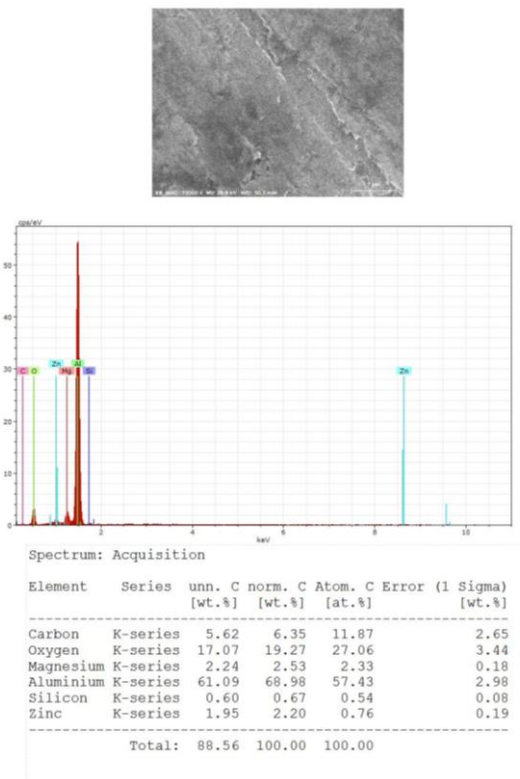 cps/eV
50
40
30
20
10
0
C O Zn Mg Al Si Zn
2 4 6 8 10
keV
Spectrum: Acquisition
Element Series unn. C norm. C Atom. C Error (1 Sigma)
[wt.%] [wt.%] [at.%] [wt.%]
Carbon K-series 5.62 6.35 11.87 2.65
Oxygen K-series 17.07 19.27 27.06 3.44
Magnesium K-series 2.24 2.53 2.33 0.18
Aluminium K-series 61.09 68.98 57.43 2.98
Silicon K-series 0.60 0.67 0.54 0.08
Zinc K-series 1.95 2.20 0.76 0.19
Total: 88.56 100.00 100.00